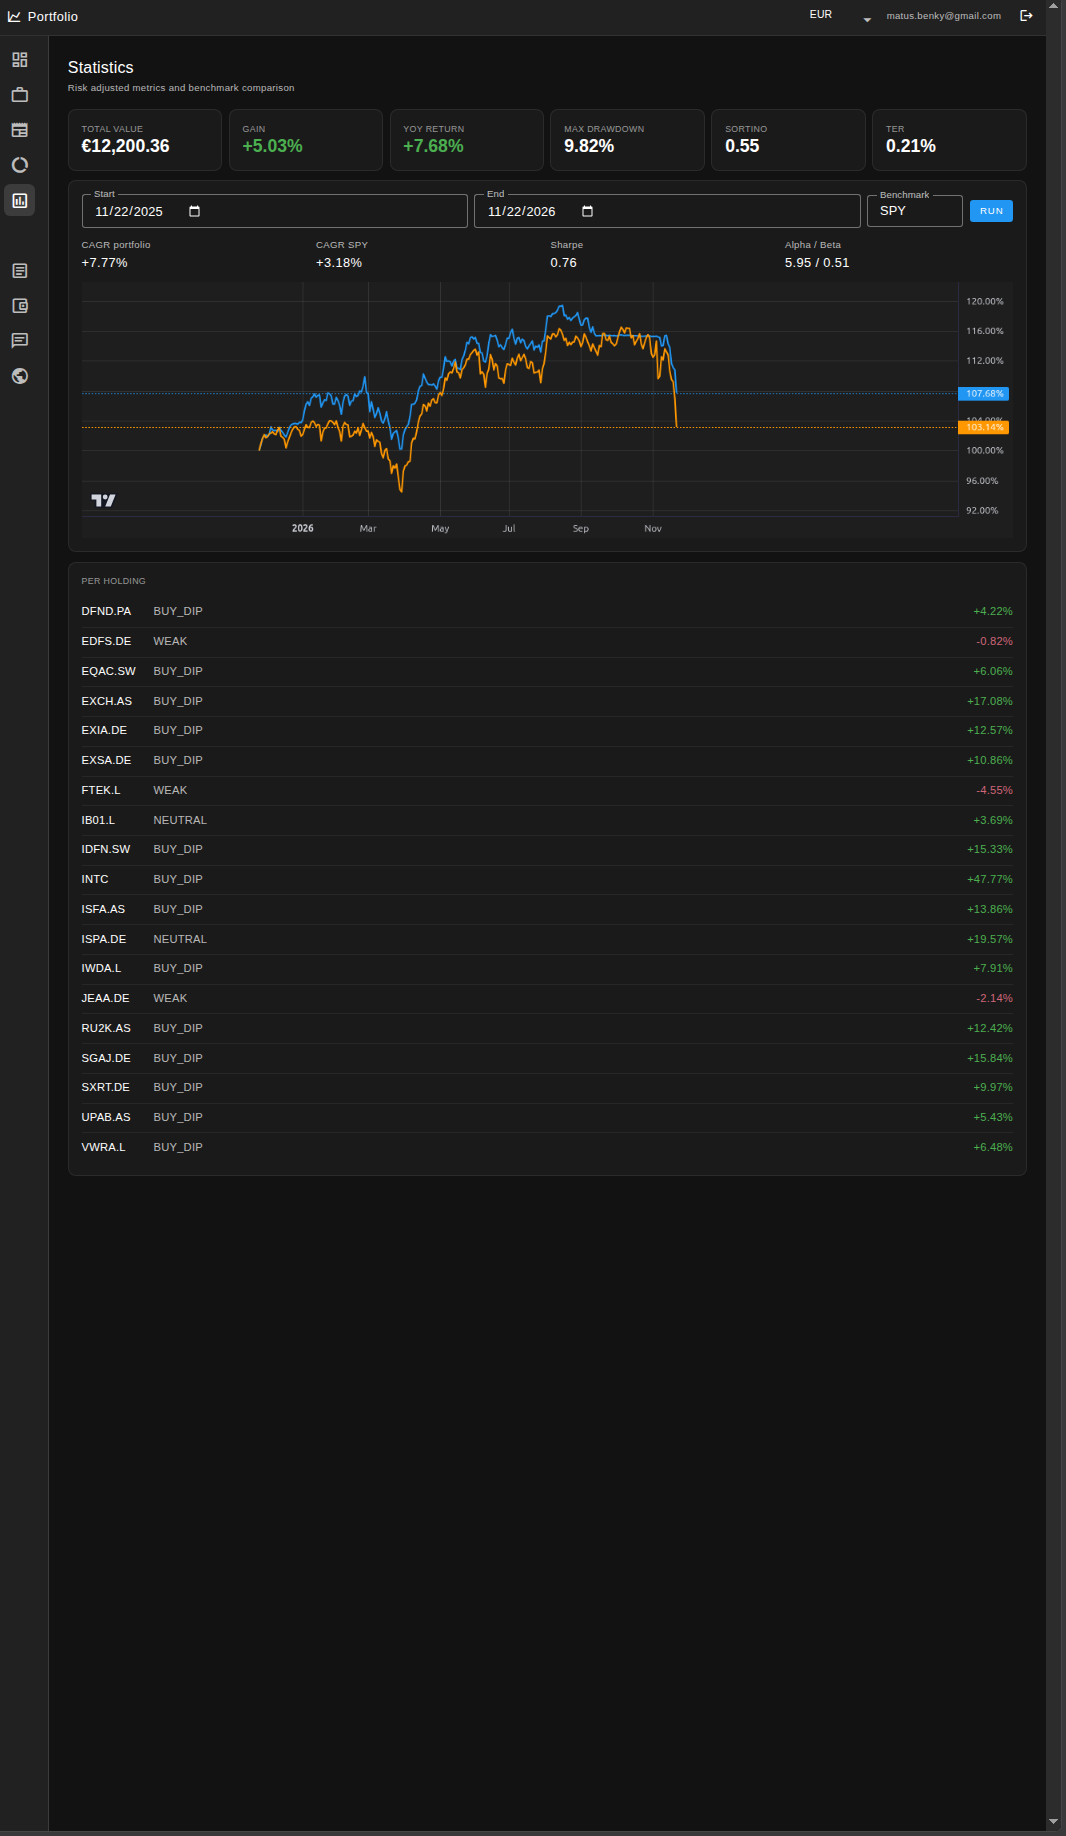 Portfolio
EUR
matus.benky@gmail.com
Statistics
Risk adjusted metrics and benchmark comparison
TOTAL VALUE
€12,200.36
GAIN
+5.03%
YOY RETURN
+7.68%
MAX DRAWDOWN
9.82%
SORTINO
0.55
TER
0.21%
Start
11/22/2025
End
11/22/2026
Benchmark
SPY
RUN
CAGR portfolio
+7.77%
CAGR SPY
+3.18%
Sharpe
0.76
Alpha / Beta
5.95 / 0.51
120.00%
116.00%
112.00%
107.68%
104.00%
103.14%
100.00%
96.00%
92.00%
2026 Mar May Jul Sep Nov
PER HOLDING
DFND.PA BUY_DIP +4.22%
EDFS.DE WEAK -0.82%
EQAC.SW BUY_DIP +6.06%
EXCH.AS BUY_DIP +17.08%
EXIA.DE BUY_DIP +12.57%
EXSA.DE BUY_DIP +10.86%
FTEK.L WEAK -4.55%
IB01.L NEUTRAL +3.69%
IDFN.SW BUY_DIP +15.33%
INTC BUY_DIP +47.77%
ISFA.AS BUY_DIP +13.86%
ISPA.DE NEUTRAL +19.57%
IWDA.L BUY_DIP +7.91%
JEAA.DE WEAK -2.14%
RU2K.AS BUY_DIP +12.42%
SGAJ.DE BUY_DIP +15.84%
SXRT.DE BUY_DIP +9.97%
UPAB.AS BUY_DIP +5.43%
VWRA.L BUY_DIP +6.48%